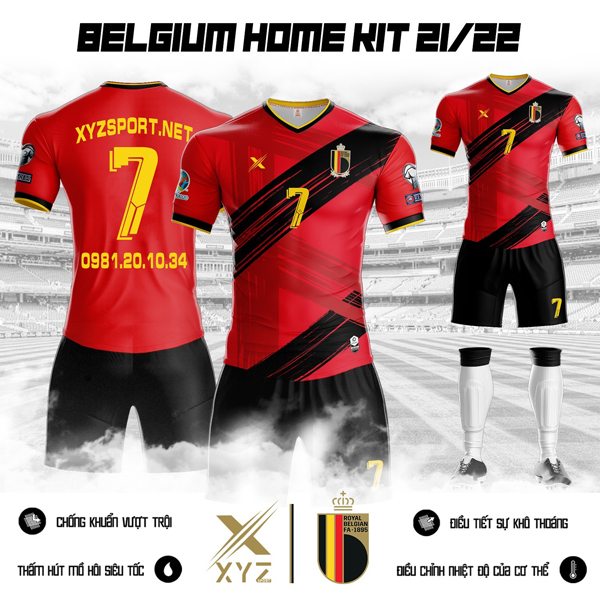 BELGIUM HOME KIT 21/22
XYZSPORT.NET
7
0981.20.10.34
7
7
7
7
CHỐNG KHUẨN VƯỢT TRỘI
THẤM HÚT MỒ HÔI SIÊU TỐC
XYZ
ROYAL
BELGIAN
FA-1895
ĐIỀU TIẾT SỰ KHÔ THOÁNG
ĐIỀU CHỈNH NHIỆT ĐỘ CỦA CƠ THỂ